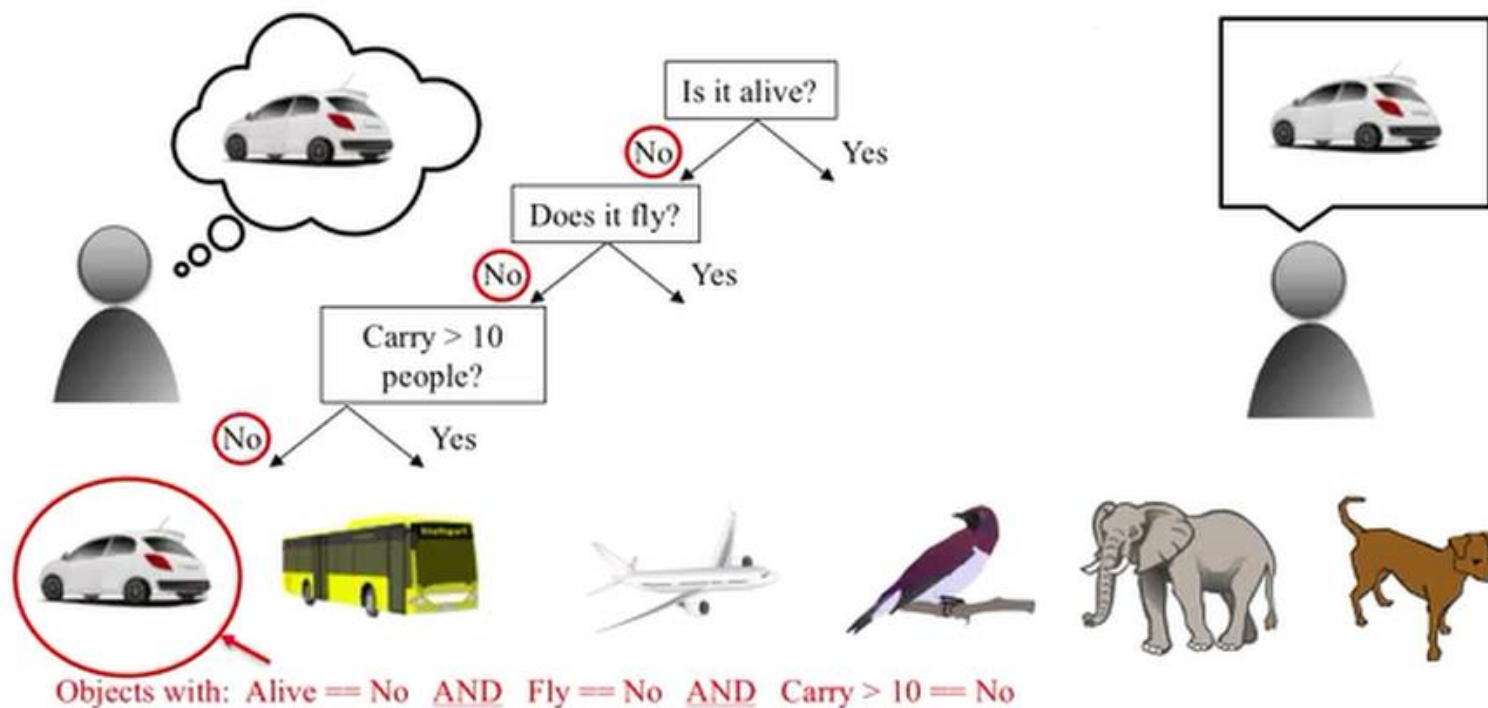 Is it alive?
No
Yes
Does it fly?
No
Yes
Carry > 10
people?
No
Yes
Objects with: Alive == No AND Fly == No AND Carry > 10 == No